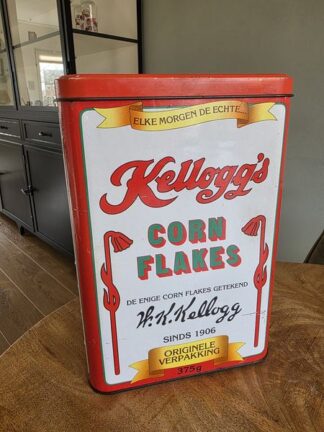 ELKE MORGEN DE ECHTE...
Kellogg's
CORN
FLAKES
DE ENIGE CORN FLAKES GETEKEND
W.K.Kellogg
SINDS 1906
ORIGINELE
VERPAKKING
375g